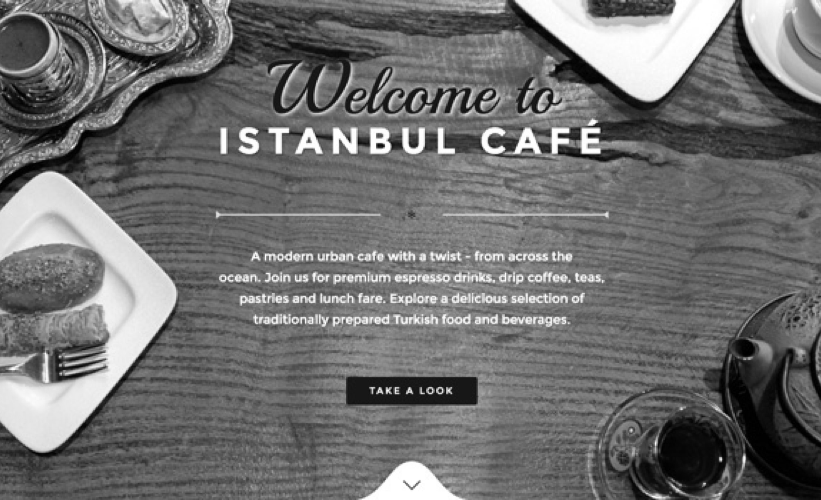 Welcome to
ISTANBUL CAFÉ
A modern urban cafe with a twist - from across the
ocean. Join us for premium espresso drinks, drip coffee, teas,
pastries and lunch fare. Explore a delicious selection of
traditionally prepared Turkish food and beverages.
TAKE A LOOK